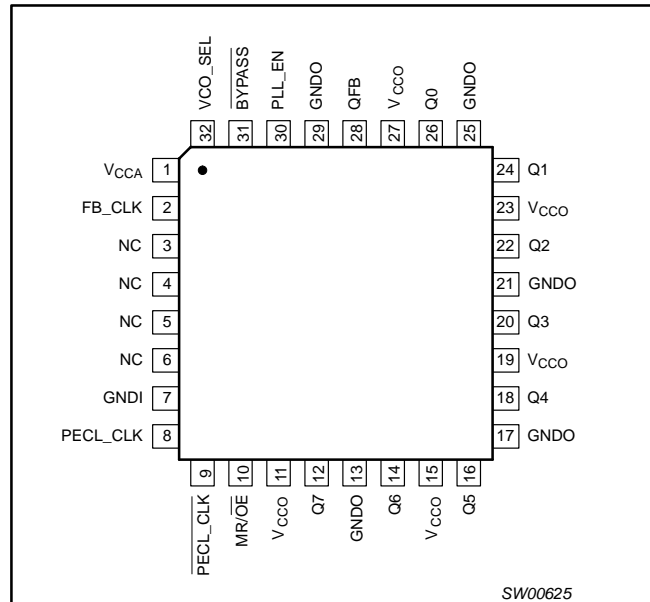 VCO_SEL
BYPASS
PLL_EN
GNDO
QFB
VCCO
Q0
GNDO
32 31 30 29 28 27 26 25
VCCA 1
FB_CLK 2
NC 3
NC 4
NC 5
NC 6
GNDI 7
PECL_CLK 8
24 Q1
23 VCCO
22 Q2
21 GNDO
20 Q3
19 VCCO
18 Q4
17 GNDO
9 10 11 12 13 14 15 16
PECL_CLK
MR/OE
VCCO
Q7
GNDO
Q6
VCCO
Q5
SW00625